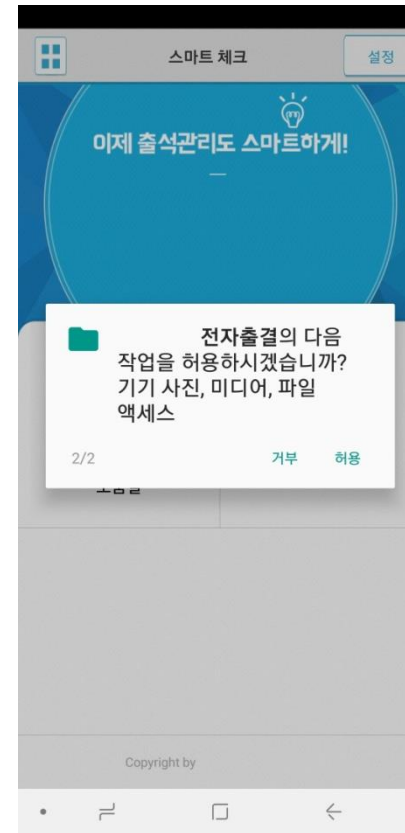 스마트 체크
설정
이제 출석관리도 스마트하게!
전자출결의 다음
작업을 허용하시겠습니까?
기기 사진, 미디어, 파일
액세스
2/2
거부
허용
Copyright by